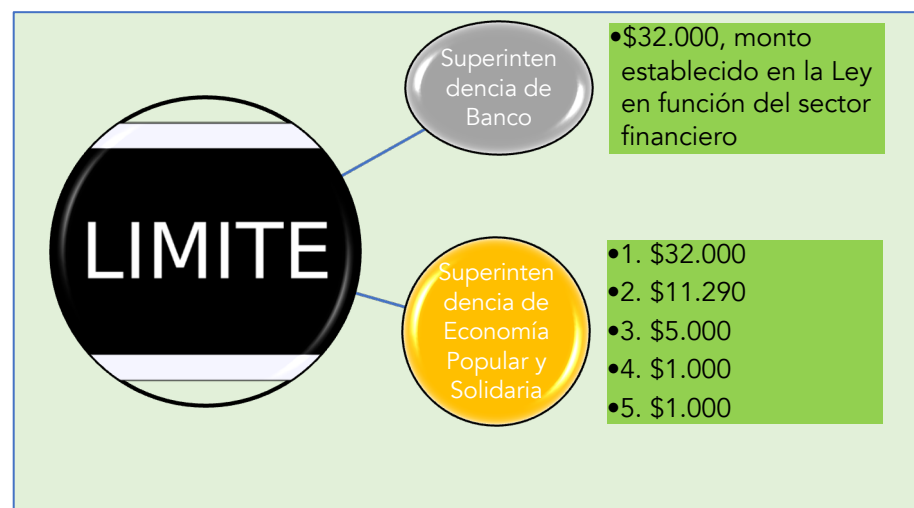 LIMITE
Superinten
dencia de
Banco
•$32.000, monto
establecido en la Ley
en función del sector
financiero
Superinten
dencia de
Economía
Popular y
Solidaria
•1. $32.000
•2. $11.290
•3. $5.000
•4. $1.000
•5. $1.000